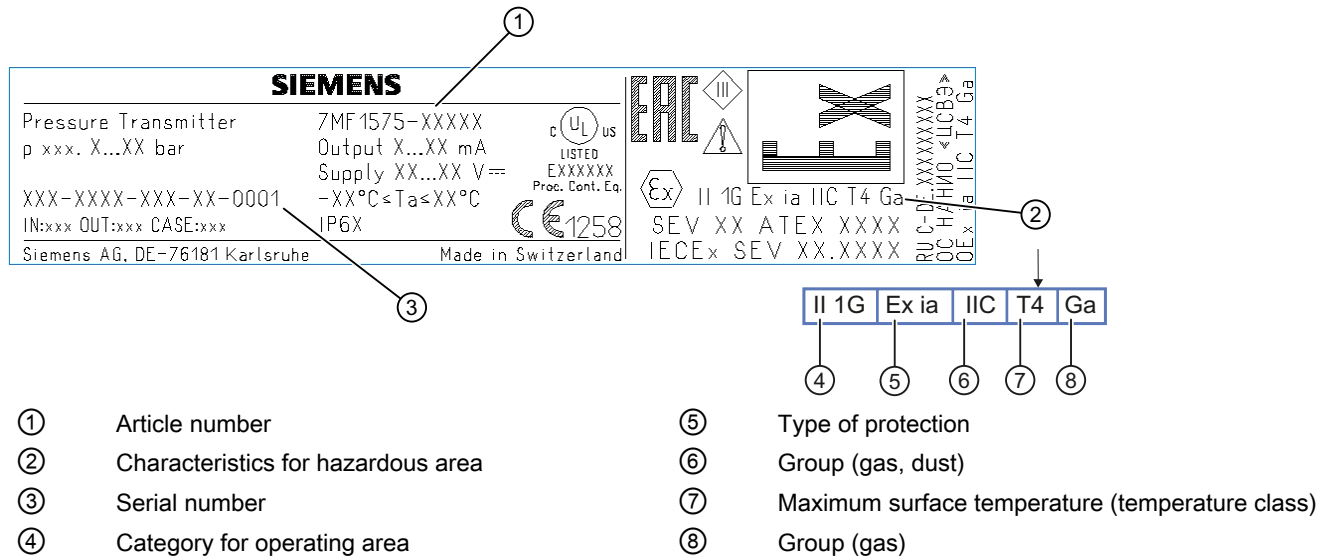 ①
SIEMENS
Pressure Transmitter
p xxx. X...XX bar
XXX-XXXX-XXX-XX-0001
IN:xxx OUT:xxx CASE:xxx
7MF1575-XXXXX
Output X...XX mA
Supply XX...XX V
-XX°C≤Ta≤XX°C
IP6X
C UL US
LISTED
EXXXXXX
Proc. Cont. Eq.
CE 1258
Siemens AG, DE-76181 Karlsruhe
Made in Switzerland
EAC
III
Ex
Ex II 1G Ex ia IIC T4 Ga
SEV XX ATEX XXXX
IECEx SEV XX.XXXX
RU C-D:.XXXXXXX
ОС НАНИО «ЦСВЭ»
OEx ia IIC T4 Ga
②
③
II 1G Ex ia IIC T4 Ga
④ ⑤ ⑥ ⑦ ⑧
① Article number
② Characteristics for hazardous area
③ Serial number
④ Category for operating area
⑤ Type of protection
⑥ Group (gas, dust)
⑦ Maximum surface temperature (temperature class)
⑧ Group (gas)